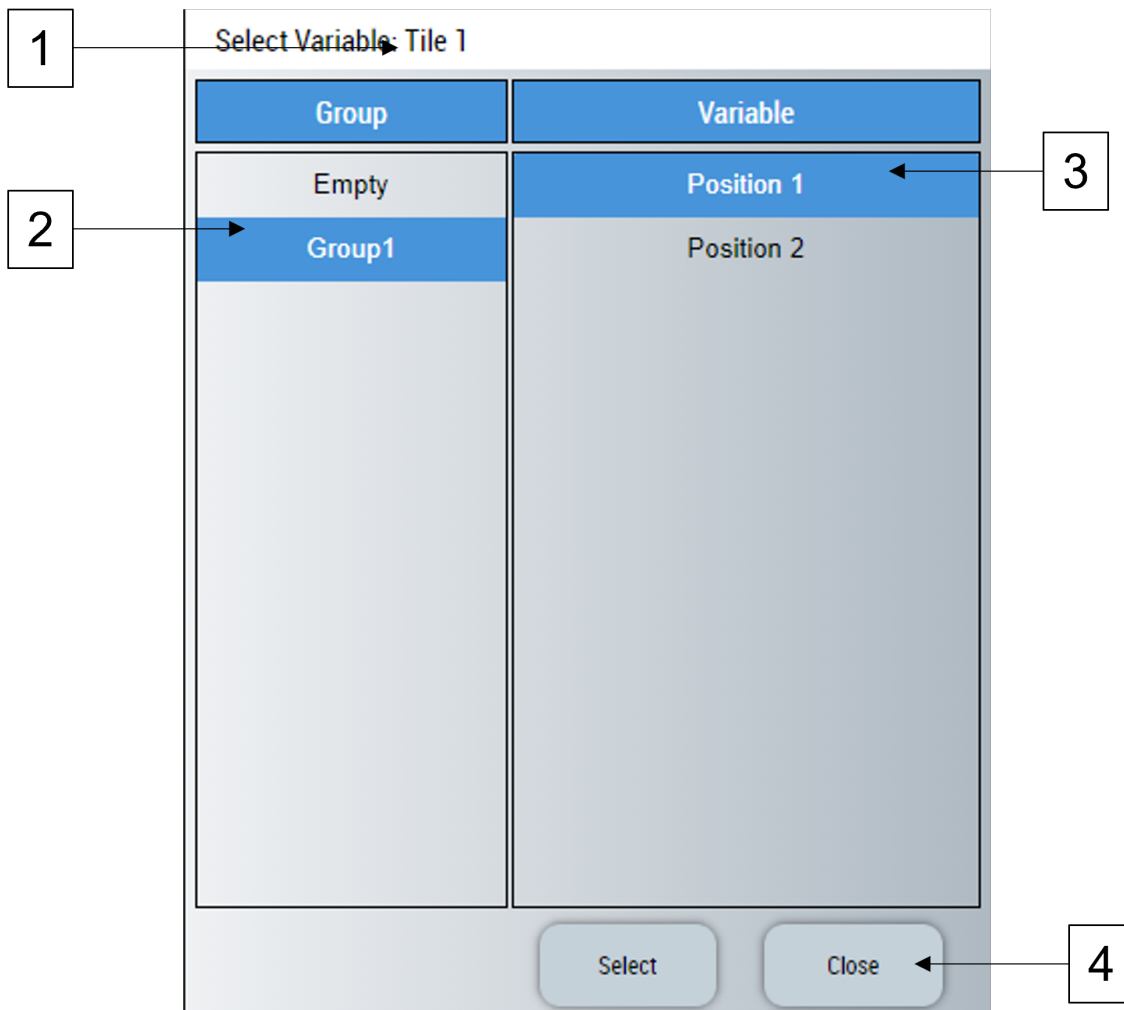 1
Select Variable: Tile 1
Group Variable
Empty Position 1
3
2
Group1 Position 2
Select Close
4